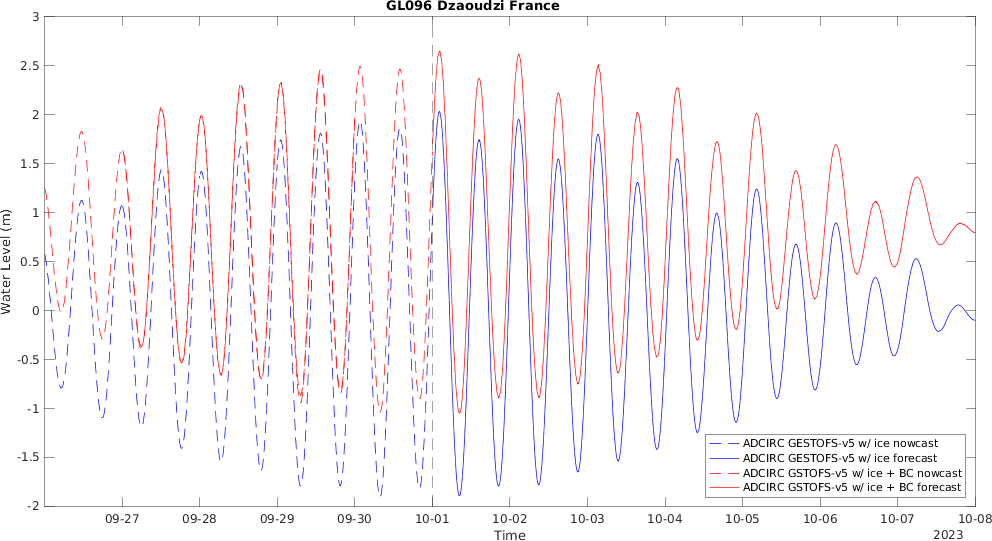 GL096 Dzaoudzi France
3
2.5
2
1.5
1
0.5
0
-0.5
-1
-1.5
-2
Water Level (m)
ADCIRC GESTOFS-v5 w/ ice nowcast
ADCIRC GESTOFS-v5 w/ ice forecast
ADCIRC GSTOFS-v5 w/ ice + BC nowcast
ADCIRC GSTOFS-v5 w/ ice + BC forecast
09-27 09-28 09-29 09-30 10-01 10-02 10-03 10-04 10-05 10-06 10-07 10-08
Time
2023